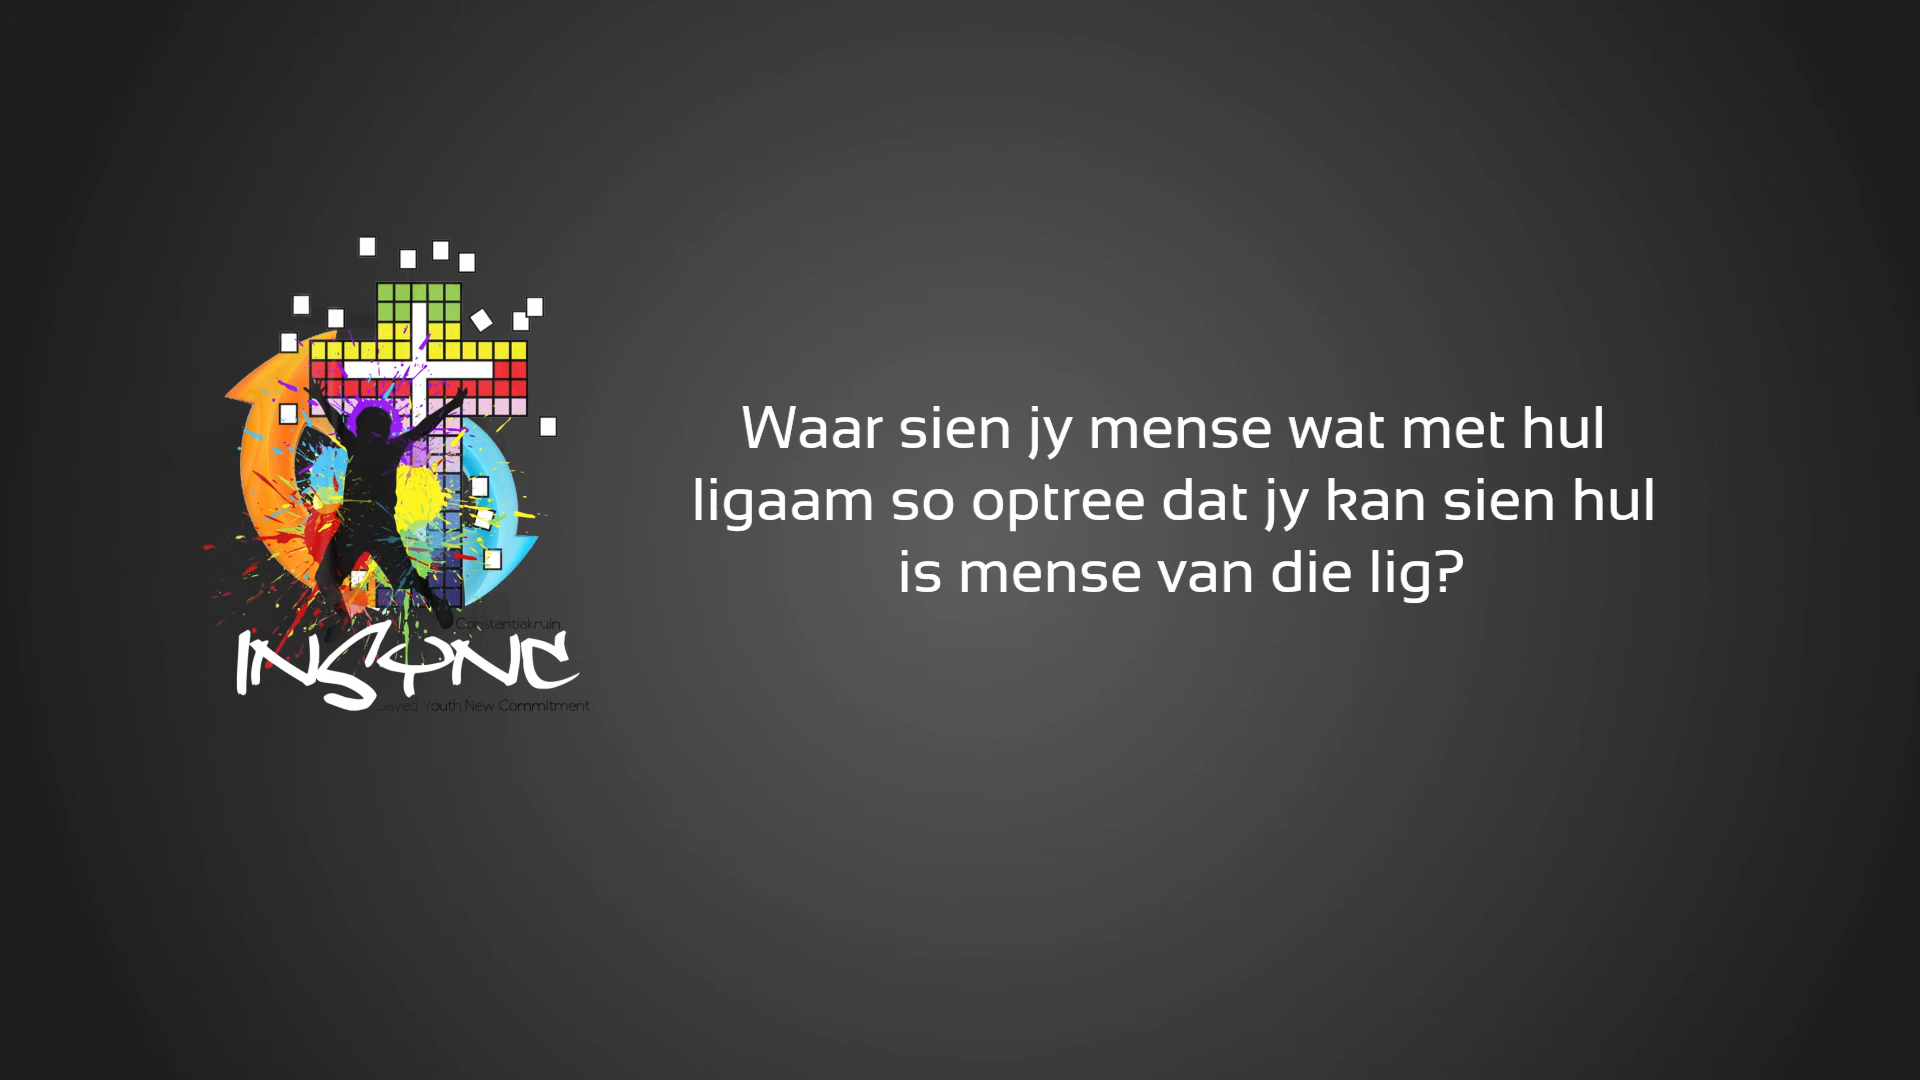 Constantiakruin
INSYNC
Saved Youth New Commitment
Waar sien jy mense wat met hul
ligaam so optree dat jy kan sien hul
is mense van die lig?